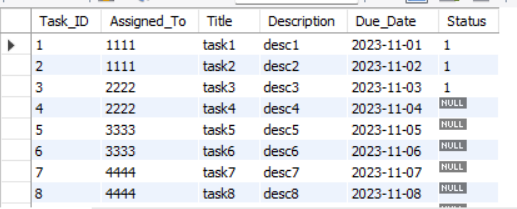 Task_ID Assigned_To Title Description Due_Date Status
1 1111 task1 desc1 2023-11-01 1
2 1111 task2 desc2 2023-11-02 1
3 2222 task3 desc3 2023-11-03 1
4 2222 task4 desc4 2023-11-04 NULL
5 3333 task5 desc5 2023-11-05 NULL
6 3333 task6 desc6 2023-11-06 NULL
7 4444 task7 desc7 2023-11-07 NULL
8 4444 task8 desc8 2023-11-08 NULL